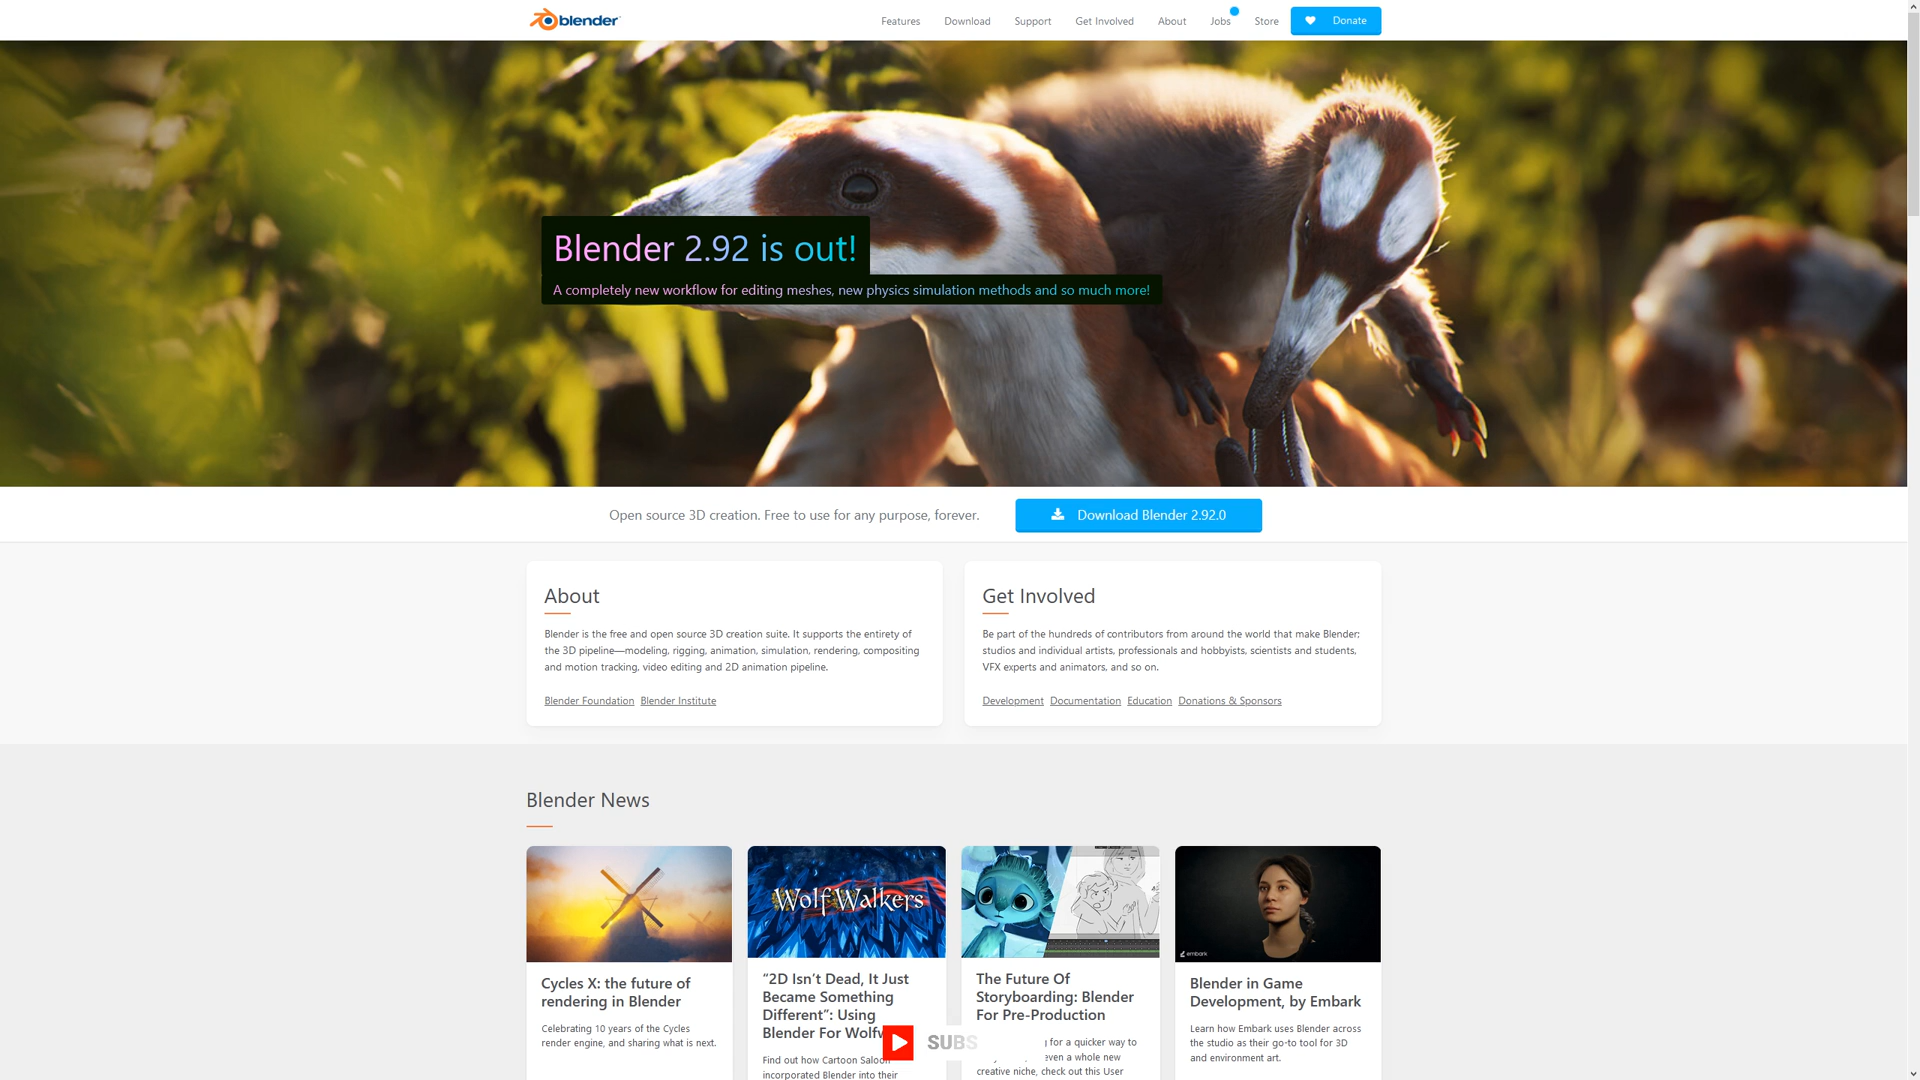 blender
Features Download Support Get Involved About Jobs Store Donate
Blender 2.92 is out!
A completely new workflow for editing meshes, new physics simulation methods and so much more!
Open source 3D creation. Free to use for any purpose, forever.
Download Blender 2.92.0
About
Blender is the free and open source 3D creation suite. It supports the entirety of
the 3D pipeline—modeling, rigging, animation, simulation, rendering, compositing
and motion tracking, video editing and 2D animation pipeline.
Blender Foundation Blender Institute
Get Involved
Be part of the hundreds of contributors from around the world that make Blender;
studios and individual artists, professionals and hobbyists, scientists and students,
VFX experts and animators, and so on.
Development Documentation Education Donations & Sponsors
Blender News
Cycles X: the future of
rendering in Blender
Celebrating 10 years of the Cycles
render engine, and sharing what is next.
WolfWalkers
“2D Isn’t Dead, It Just
Became Something
Different”: Using
Blender For
Find out how Cartoon Saloon
incorporated Blender into their
The Future Of
Storyboarding: Blender
For Pre-Production
for a quicker way to
even a whole new
creative niche, check out this User
embark
Blender in Game
Development, by Embark
Learn how Embark uses Blender across
the studio as their go-to tool for 3D
and environment art.
SUBS